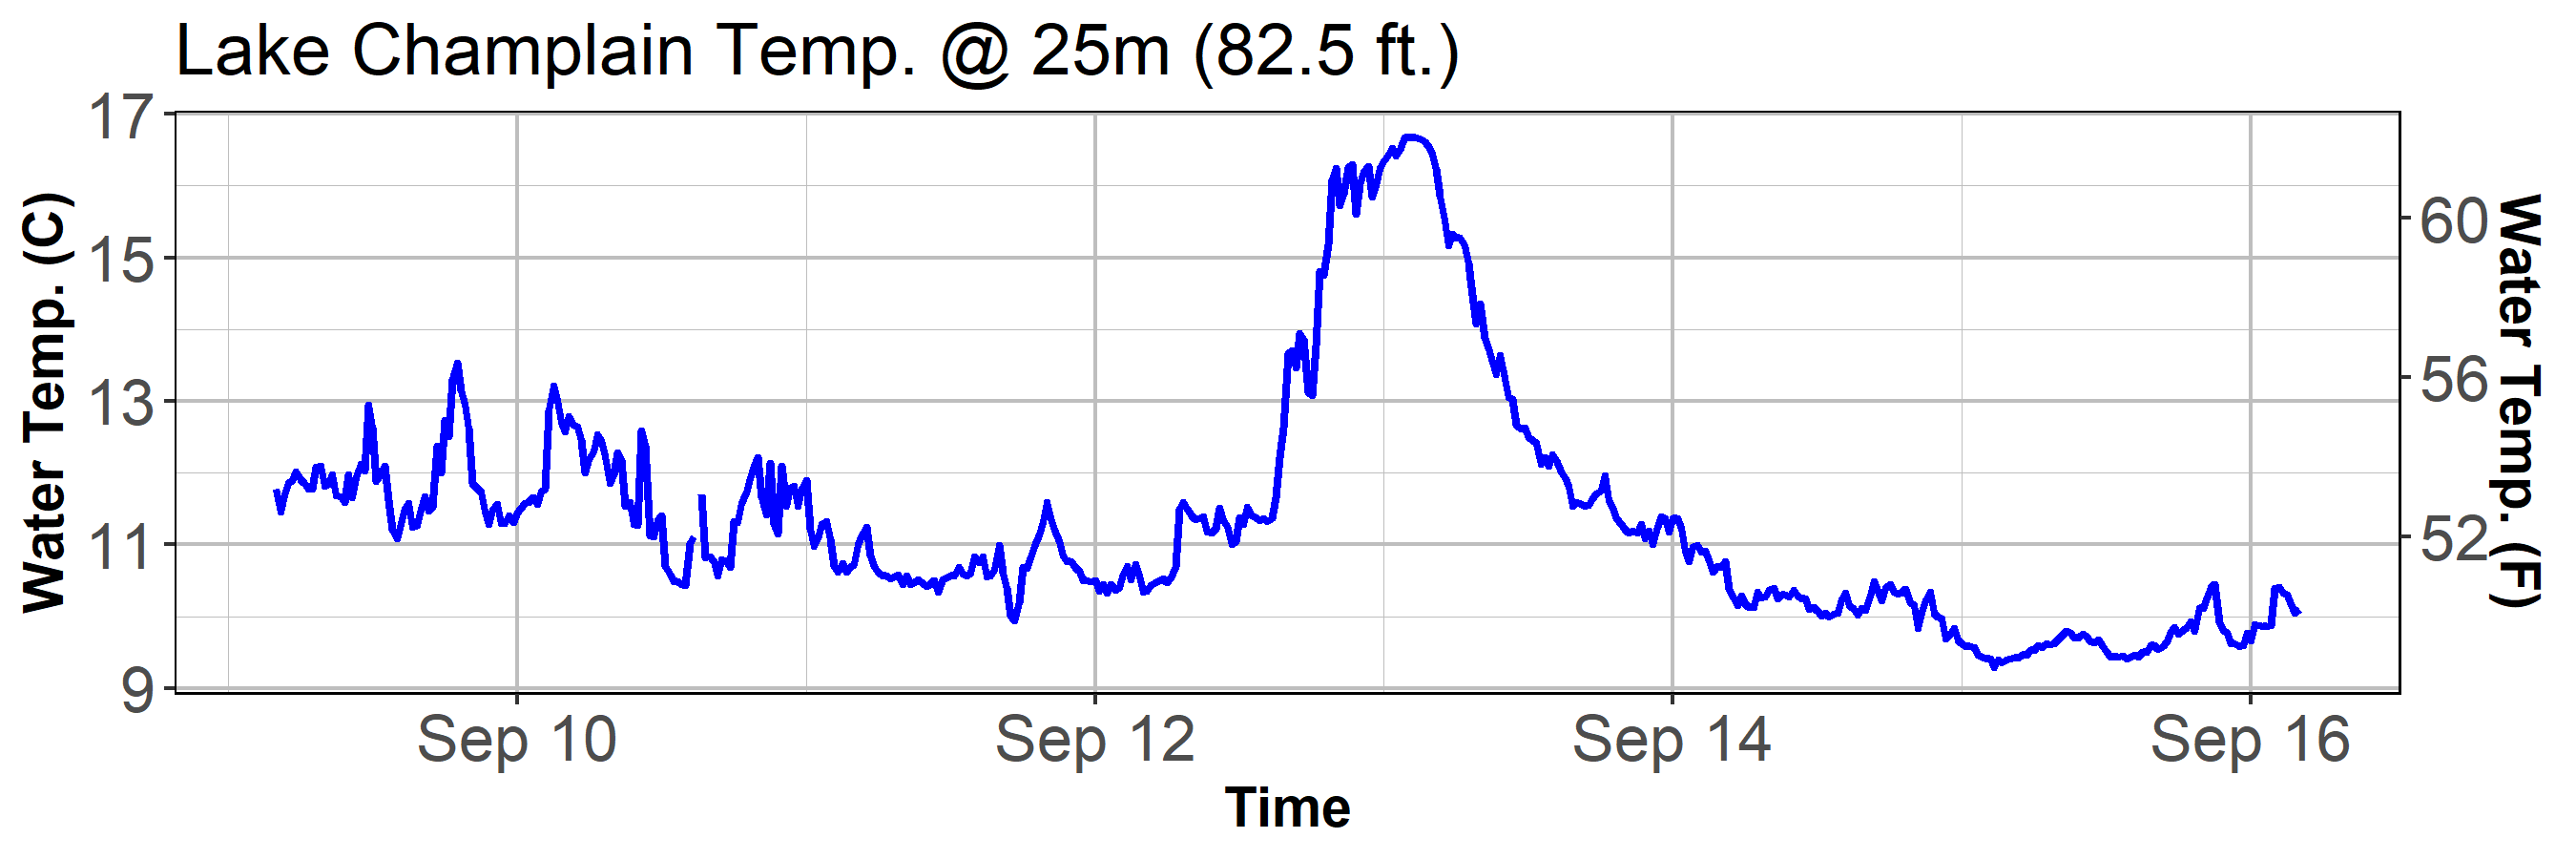 Lake Champlain Temp. @ 25m (82.5 ft.)
Water Temp. (C)
17
15
13
11
9
60
56
52
Water Temp. (F)
Sep 10
Sep 12
Sep 14
Sep 16
Time